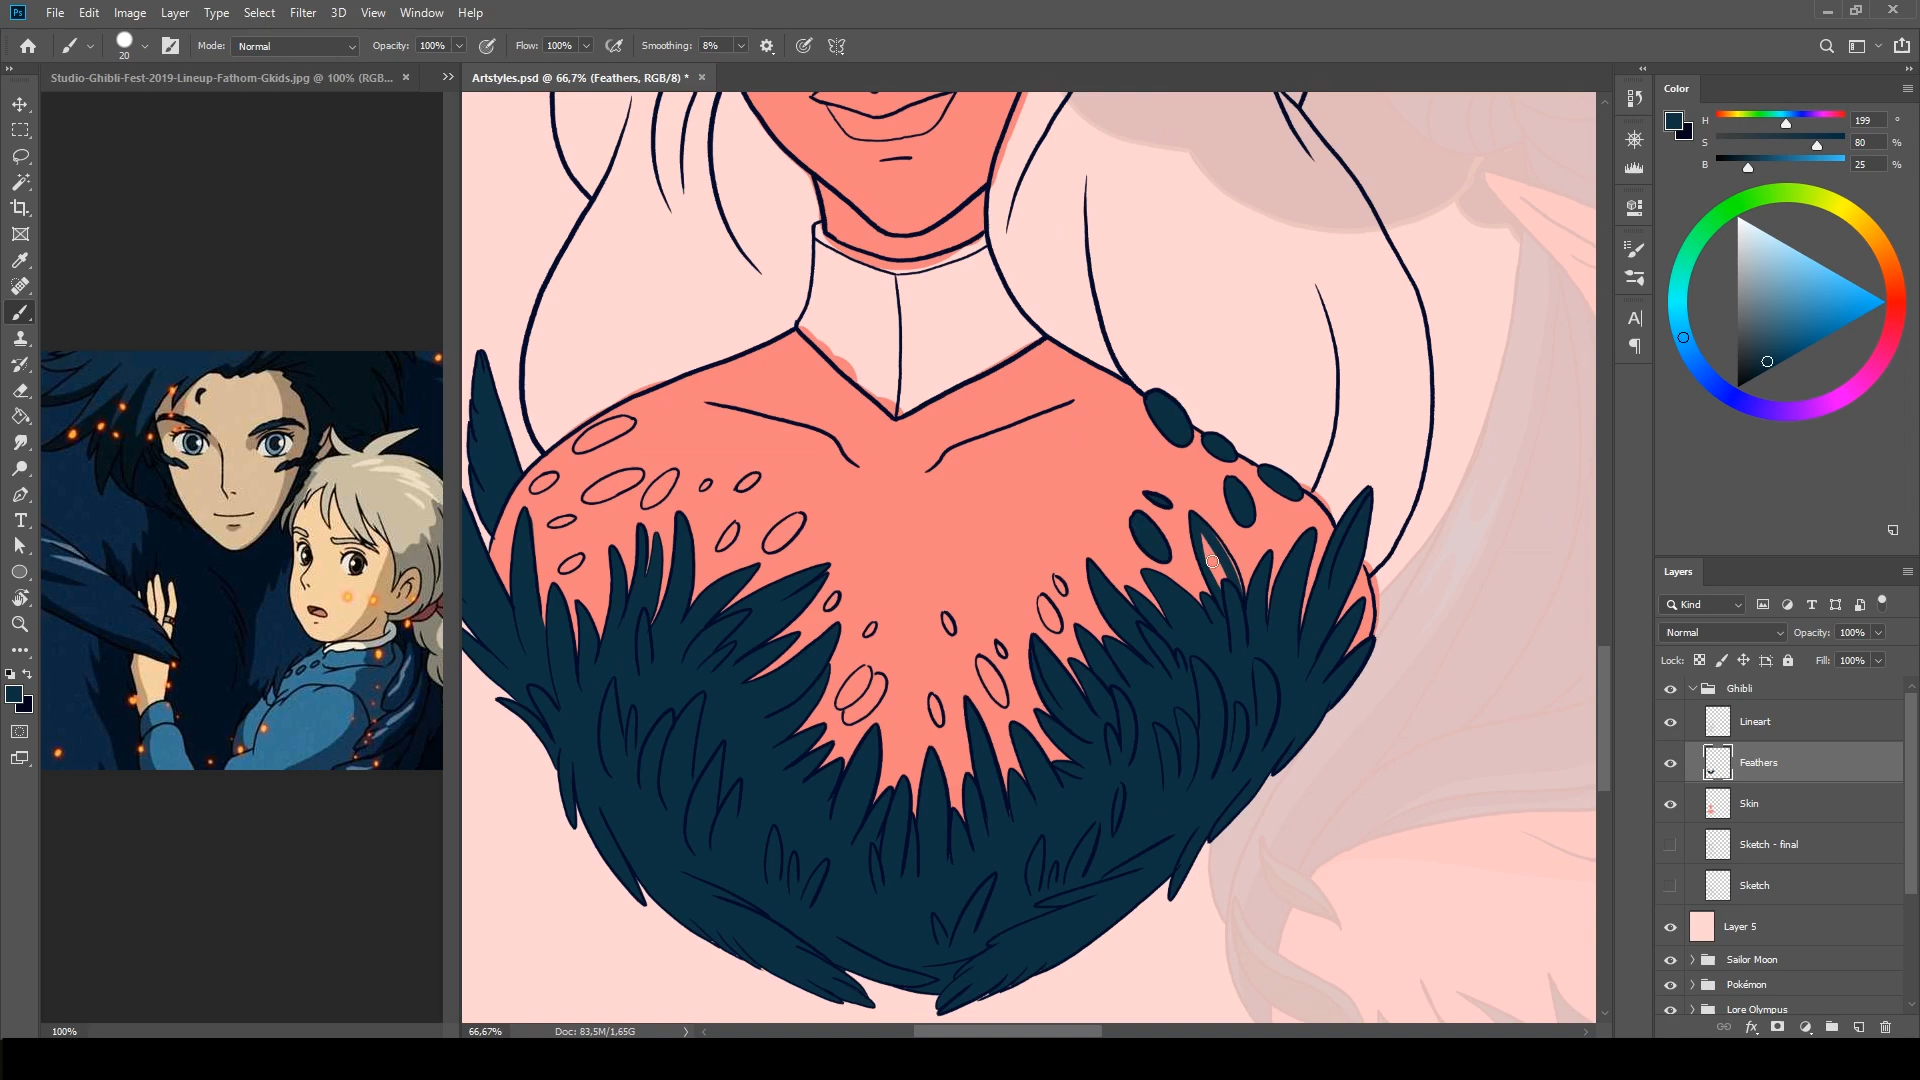 Ps File Edit Image Layer Type Select Filter 3D View Window Help
Mode: Normal Opacity: 100% Flow: 100% Smoothing: 8%
Studio-Ghibli-Fest-2019-Lineup-Fathom-Gkids.jpg @ 100% (RGB... ×
Artstyles.psd @ 66,7% (Feathers, RGB/8) * ×
20
Color
H 199 °
S 80 %
B 25 %
Layers
Kind
Normal Opacity: 100%
Lock: Fill: 100%
Ghibli
Lineart
Feathers
Skin
Sketch - final
Sketch
Layer 5
Sailor Moon
Pokémon
Lore Olympus
100%
66,67% Doc: 83,5M/1,65G